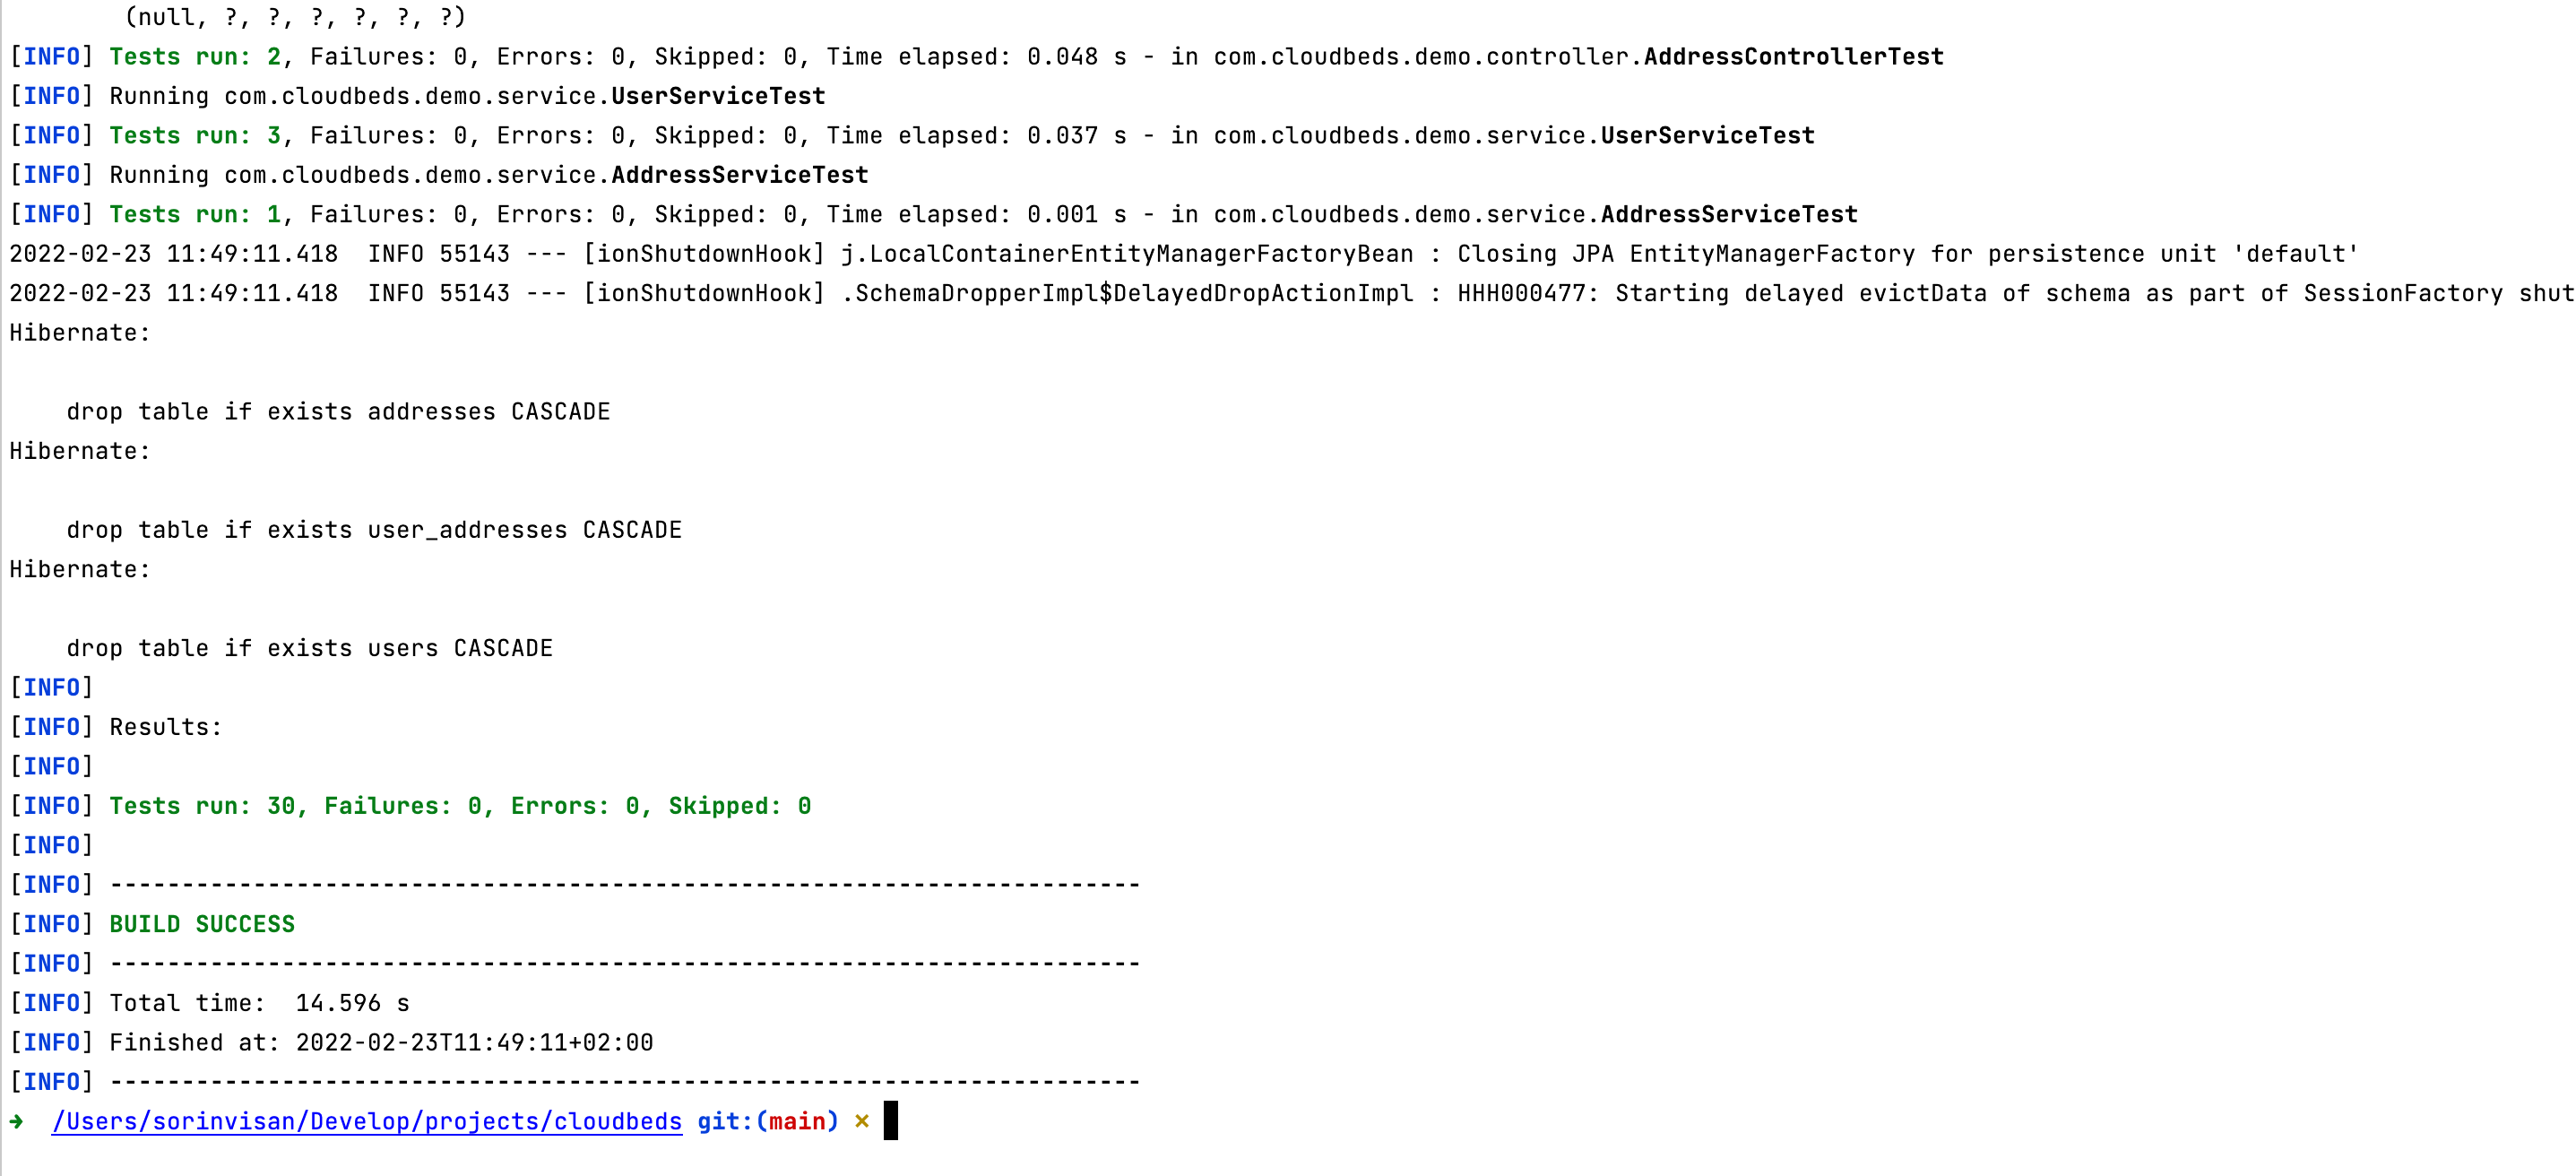 (null, ?, ?, ?, ?, ?, ?)
[INFO] Tests run: 2, Failures: 0, Errors: 0, Skipped: 0, Time elapsed: 0.048 s - in com.cloudbeds.demo.controller.AddressControllerTest
[INFO] Running com.cloudbeds.demo.service.UserServiceTest
[INFO] Tests run: 3, Failures: 0, Errors: 0, Skipped: 0, Time elapsed: 0.037 s - in com.cloudbeds.demo.service.UserServiceTest
[INFO] Running com.cloudbeds.demo.service.AddressServiceTest
[INFO] Tests run: 1, Failures: 0, Errors: 0, Skipped: 0, Time elapsed: 0.001 s - in com.cloudbeds.demo.service.AddressServiceTest
2022-02-23 11:49:11.418  INFO 55143 --- [ionShutdownHook] j.LocalContainerEntityManagerFactoryBean : Closing JPA EntityManagerFactory for persistence unit 'default'
2022-02-23 11:49:11.418  INFO 55143 --- [ionShutdownHook] .SchemaDropperImpl$DelayedDropActionImpl : HHH000477: Starting delayed evictData of schema as part of SessionFactory shut
Hibernate:
drop table if exists addresses CASCADE
Hibernate:
drop table if exists user_addresses CASCADE
Hibernate:
drop table if exists users CASCADE
[INFO]
[INFO] Results:
[INFO]
[INFO] Tests run: 30, Failures: 0, Errors: 0, Skipped: 0
[INFO]
[INFO] ------------------------------------------------------------------------
[INFO] BUILD SUCCESS
[INFO] ------------------------------------------------------------------------
[INFO] Total time:  14.596 s
[INFO] Finished at: 2022-02-23T11:49:11+02:00
[INFO] ------------------------------------------------------------------------
➜  /Users/sorinvisan/Develop/projects/cloudbeds git:(main) ✗